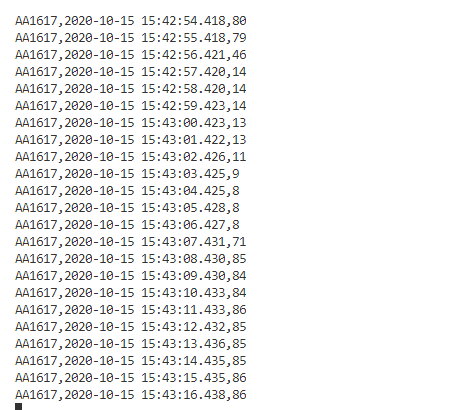 AA1617,2020-10-15 15:42:54.418,80
AA1617,2020-10-15 15:42:55.418,79
AA1617,2020-10-15 15:42:56.421,46
AA1617,2020-10-15 15:42:57.420,14
AA1617,2020-10-15 15:42:58.420,14
AA1617,2020-10-15 15:42:59.423,14
AA1617,2020-10-15 15:43:00.423,13
AA1617,2020-10-15 15:43:01.422,13
AA1617,2020-10-15 15:43:02.426,11
AA1617,2020-10-15 15:43:03.425,9
AA1617,2020-10-15 15:43:04.425,8
AA1617,2020-10-15 15:43:05.428,8
AA1617,2020-10-15 15:43:06.427,8
AA1617,2020-10-15 15:43:07.431,71
AA1617,2020-10-15 15:43:08.430,85
AA1617,2020-10-15 15:43:09.430,84
AA1617,2020-10-15 15:43:10.433,84
AA1617,2020-10-15 15:43:11.433,86
AA1617,2020-10-15 15:43:12.432,85
AA1617,2020-10-15 15:43:13.436,85
AA1617,2020-10-15 15:43:14.435,85
AA1617,2020-10-15 15:43:15.435,86
AA1617,2020-10-15 15:43:16.438,86